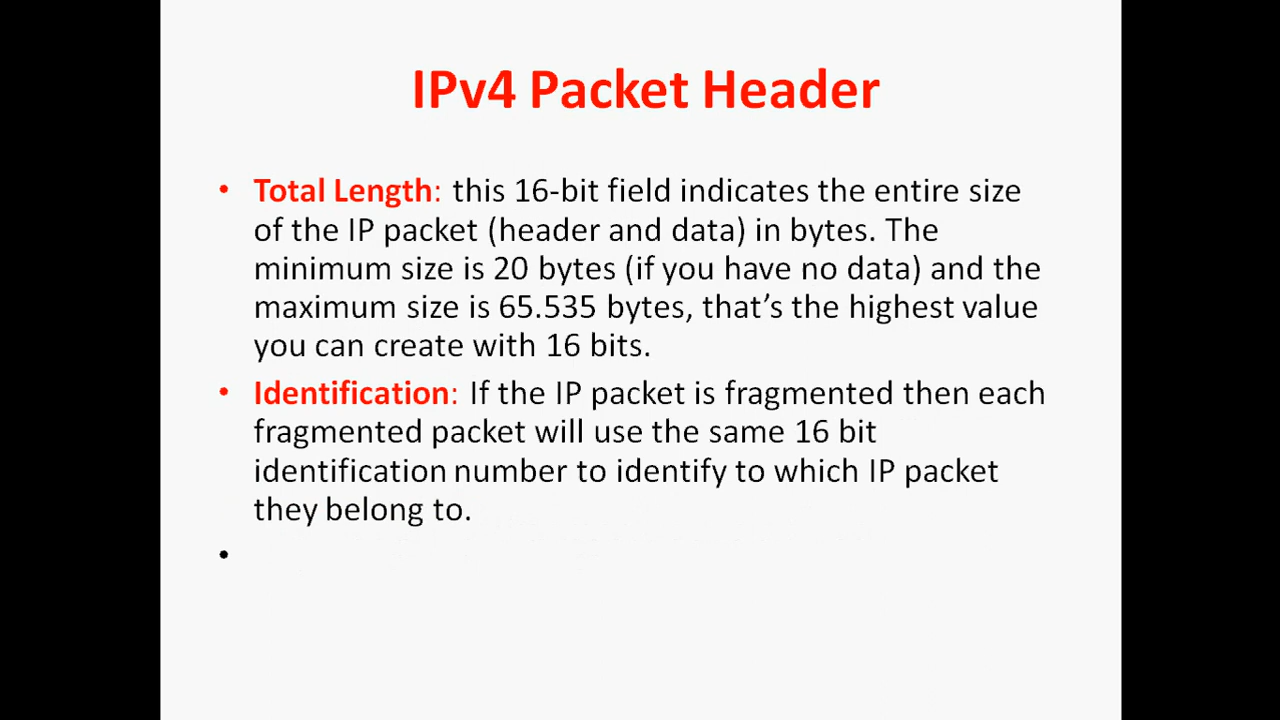 IPv4 Packet Header
• Total Length: this 16-bit field indicates the entire size
of the IP packet (header and data) in bytes. The
minimum size is 20 bytes (if you have no data) and the
maximum size is 65.535 bytes, that’s the highest value
you can create with 16 bits.
• Identification: If the IP packet is fragmented then each
fragmented packet will use the same 16 bit
identification number to identify to which IP packet
they belong to.
•